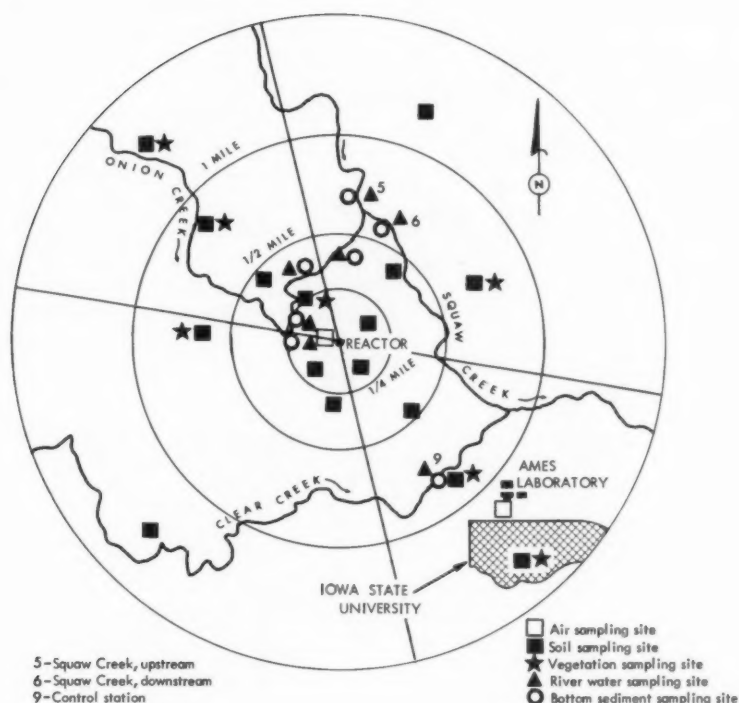 1 MILE
ONION
CREEK
5
6
1/2 MILE
N
SQUAW
REACTOR
CREEK
1/4 MILE
9
AMES
LABORATORY
CLEAR CREEK
IOWA STATE
UNIVERSITY
5-Squaw Creek, upstream
6-Squaw Creek, downstream
9-Control station
Air sampling site
Soil sampling site
Vegetation sampling site
River water sampling site
Bottom sediment sampling site